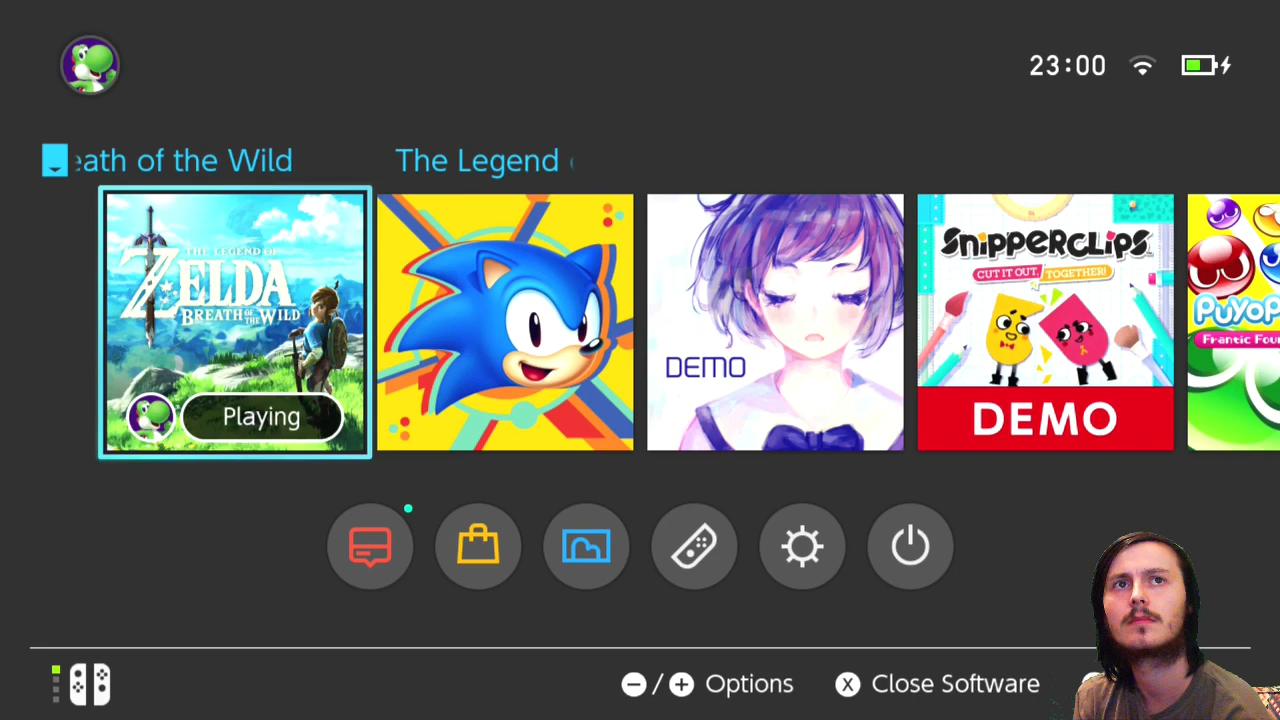 23:00
eath of the Wild The Legend
THE LEGEND OF
ZELDA
BREATH OF THE WILD
Playing
DEMO
SNIPPERCLIPS
CUT IT OUT, TOGETHER!
DEMO
PUYOP
Frantic Four
-/+ Options
X Close Software